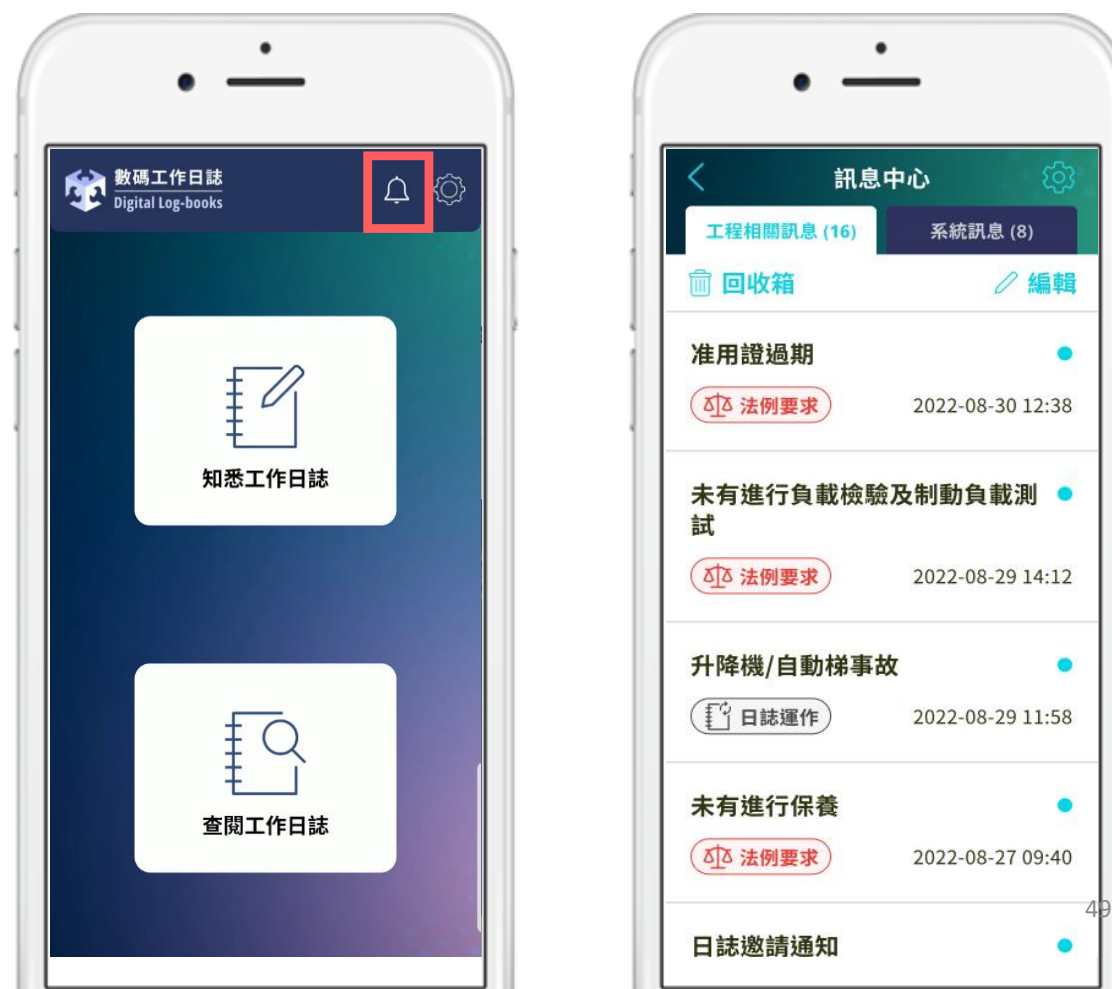 數碼工作日誌
Digital Log-books
知悉工作日誌
查閱工作日誌
訊息中心
工程相關訊息 (16)
系統訊息 (8)
回收箱
編輯
准用證過期
法例要求
2022-08-30 12:38
未有進行負載檢驗及制動負載測
試
法例要求
2022-08-29 14:12
升降機/自動梯事故
日誌運作
2022-08-29 11:58
未有進行保養
法例要求
2022-08-27 09:40
日誌邀請通知
49